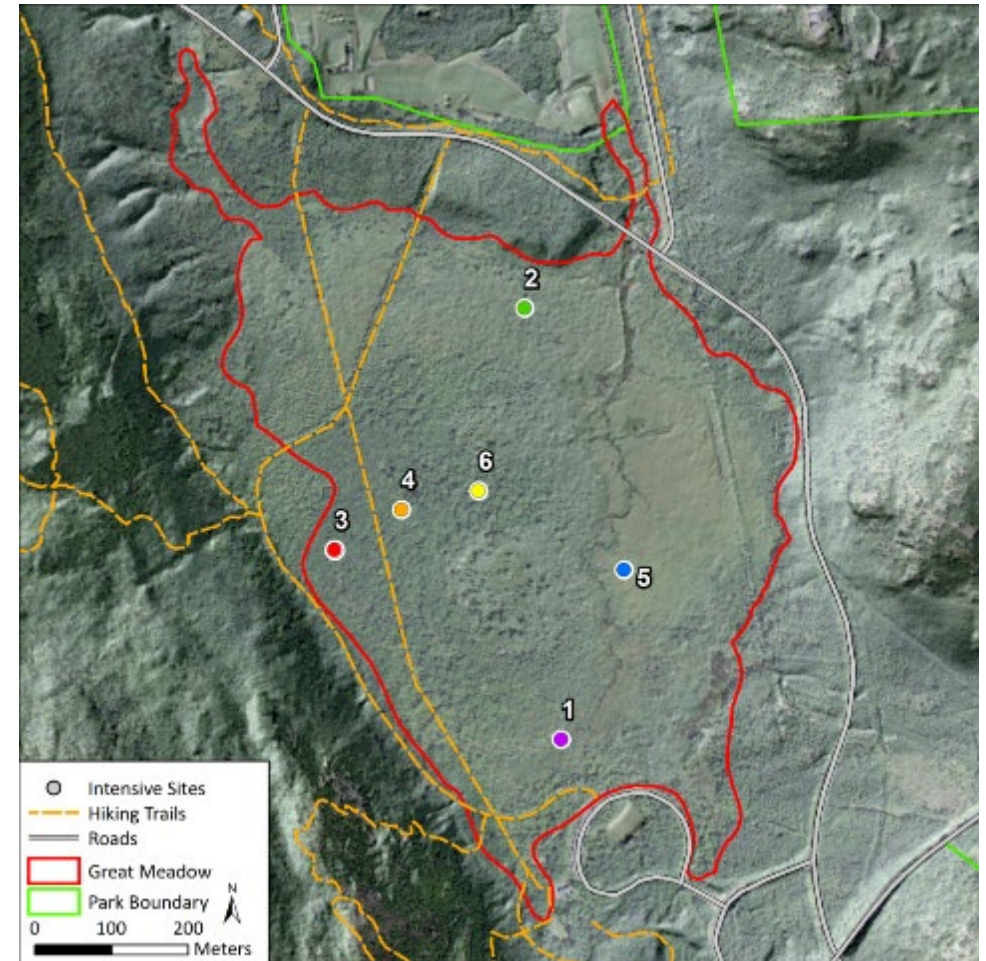 2
6
4
3
5
1
Intensive Sites
Hiking Trails
Roads
Great Meadow
Park Boundary
N
0 100 200
Meters